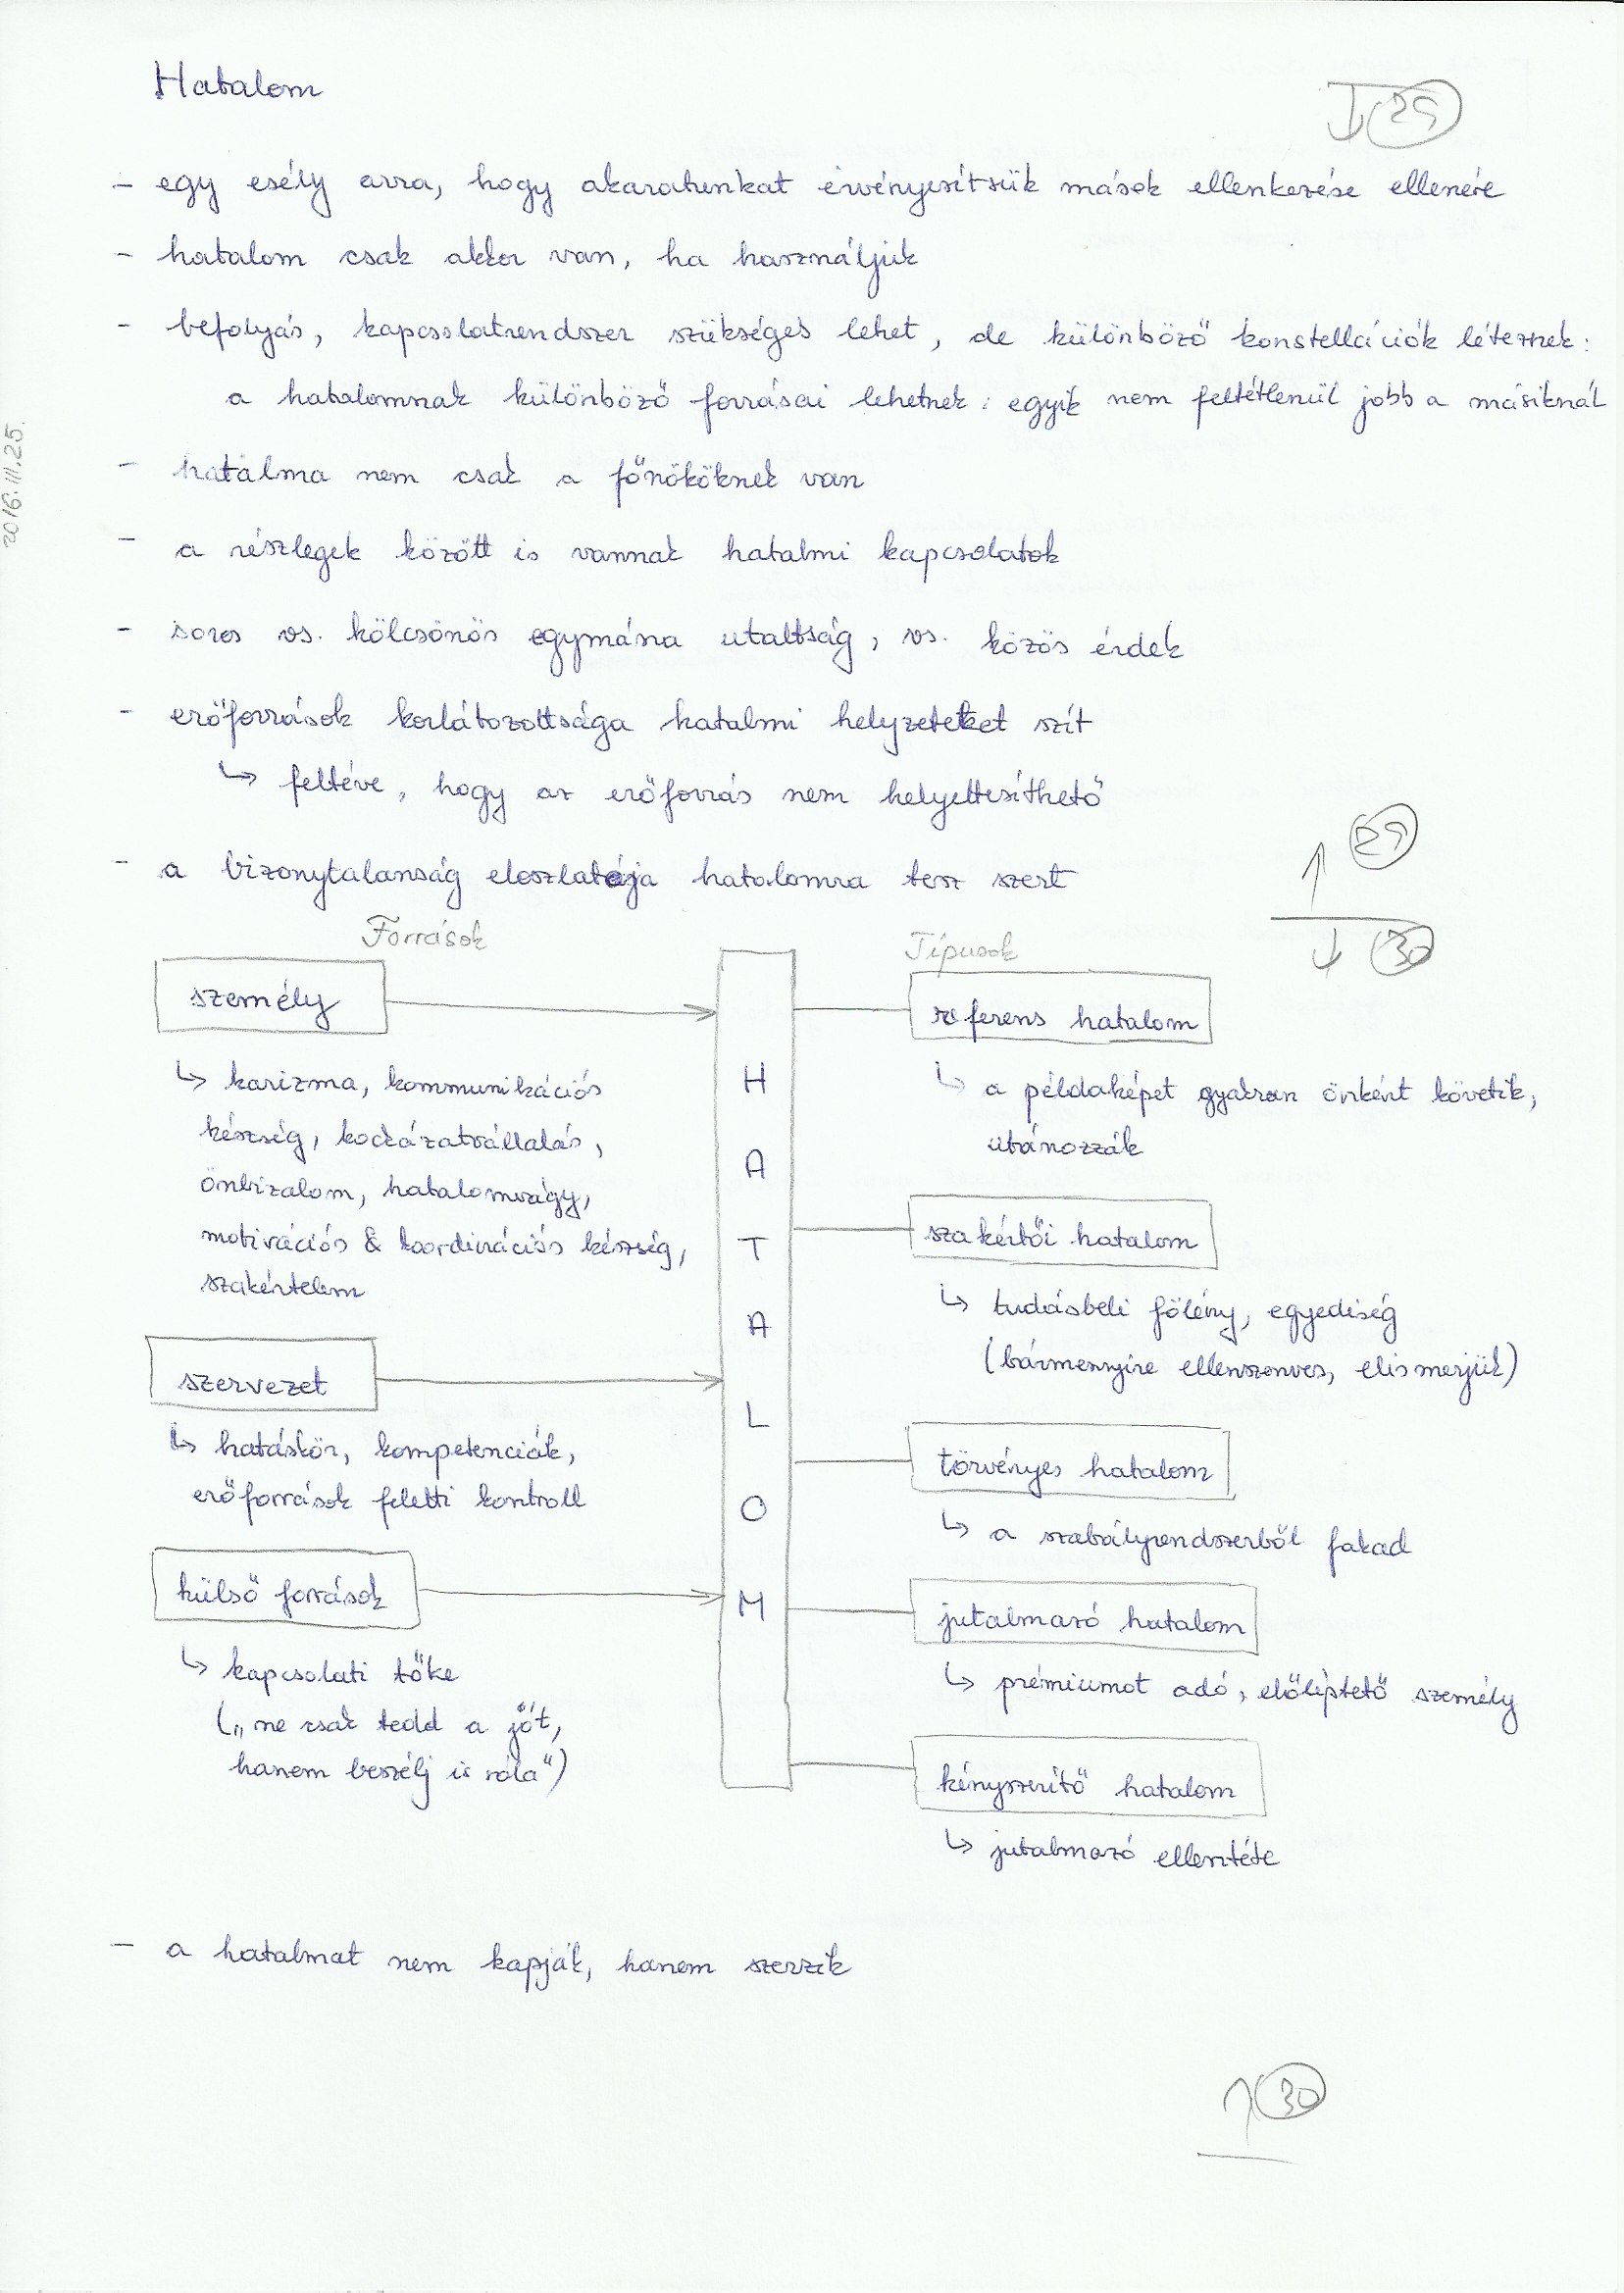 Hatalom
↓ 29
- egy esély arra, hogy akaratunkat érvényesítsük mások ellenkezése ellenére
- hatalom csak akkor van, ha használjuk
- befolyás, kapcsolatrendszer szükséges lehet, de különböző konstellációk léteznek:
a hatalomnak különböző forrásai lehetnek: egyik nem feltétlenül jobb a másiknál
2016.III.25.
- hatalma nem csak a főnököknek van
- a részlegek között is vannak hatalmi kapcsolatok
- soros vs. kölcsönös egymásra utaltság, vs. közös érdek
- erőforrások korlátozottsága hatalmi helyzeteket szít
↳ feltéve, hogy az erőforrás nem helyettesíthető
↑ 29
- a bizonytalanság eloszlatója hatalomra tesz szert
↓ 30
Források
személy
↳ karizma, kommunikációs
készség, kockázatvállalás,
önbizalom, hatalomvágy,
motivációs & koordinációs készség,
szakértelem
szervezet
↳ hatáskör, kompetenciák,
erőforrások feletti kontroll
külső források
↳ kapcsolati tőke
(„ne csak tedd a jót,
hanem beszélj is róla")
H
A
T
A
L
O
M
Típusok
referens hatalom
↳ a példaképet gyakran önként követik,
utánozzák
szakértői hatalom
↳ tudásbeli fölény, egyediség
(bármennyire ellenszenves, elismerjük)
törvényes hatalom
↳ a szabályrendszerből fakad
jutalmazó hatalom
↳ prémiumot adó, előléptető személy
kényszerítő hatalom
↳ jutalmazó ellentéte
- a hatalmat nem kapják, hanem szerzik
↑ 30